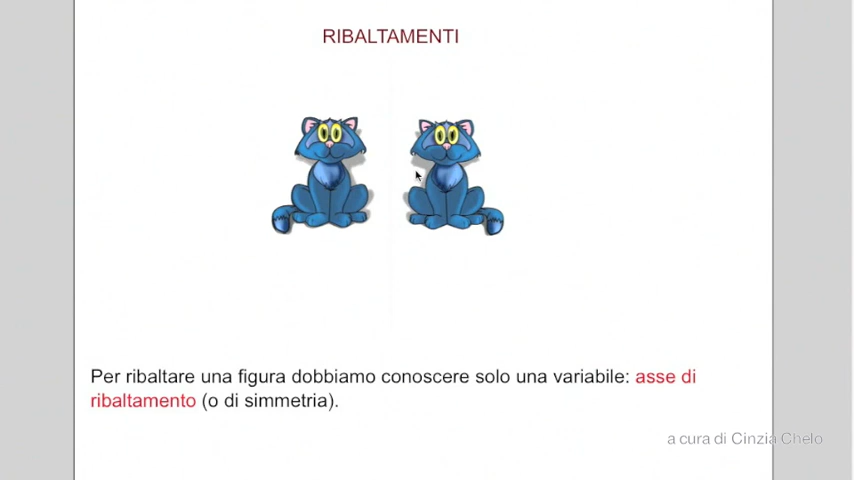 RIBALTAMENTI
Per ribaltare una figura dobbiamo conoscere solo una variabile: asse di
ribaltamento (o di simmetria).
a cura di Cinzia Chelo